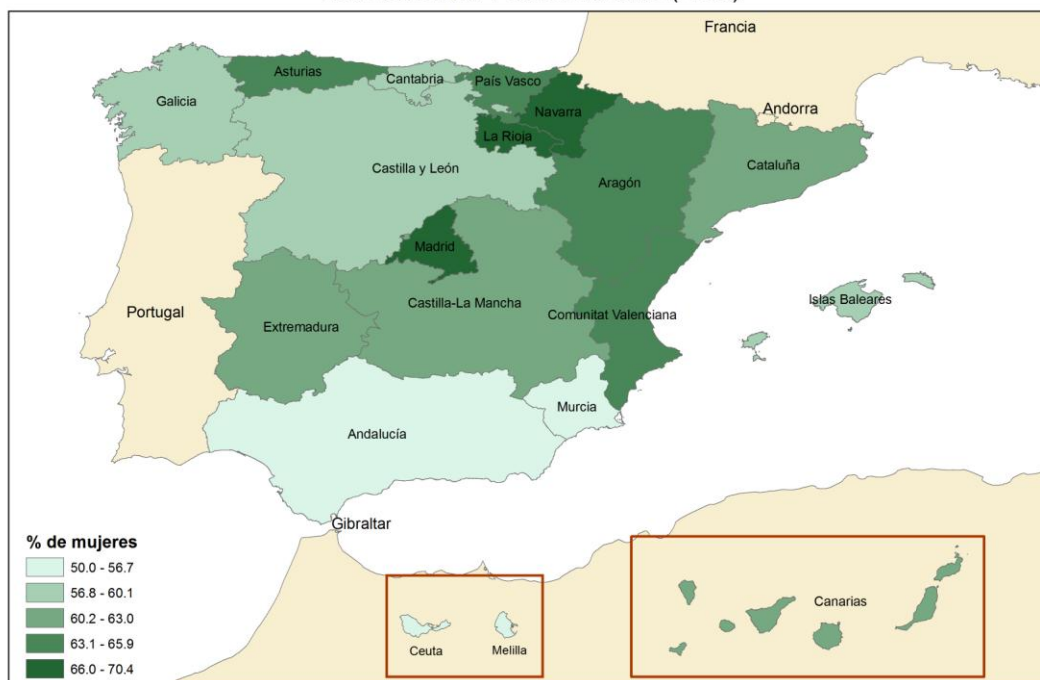 Francia
Asturias
Cantabria
País Vasco
Galicia
Navarra
Andorra
La Rioja
Castilla y León
Cataluña
Aragón
Madrid
Islas Baleares
Castilla-La Mancha
Portugal
Comunitat Valenciana
Extremadura
Murcia
Andalucía
Gibraltar
% de mujeres
50.0 - 56.7
56.8 - 60.1
60.2 - 63.0
63.1 - 65.9
66.0 - 70.4
Canarias
Ceuta
Melilla